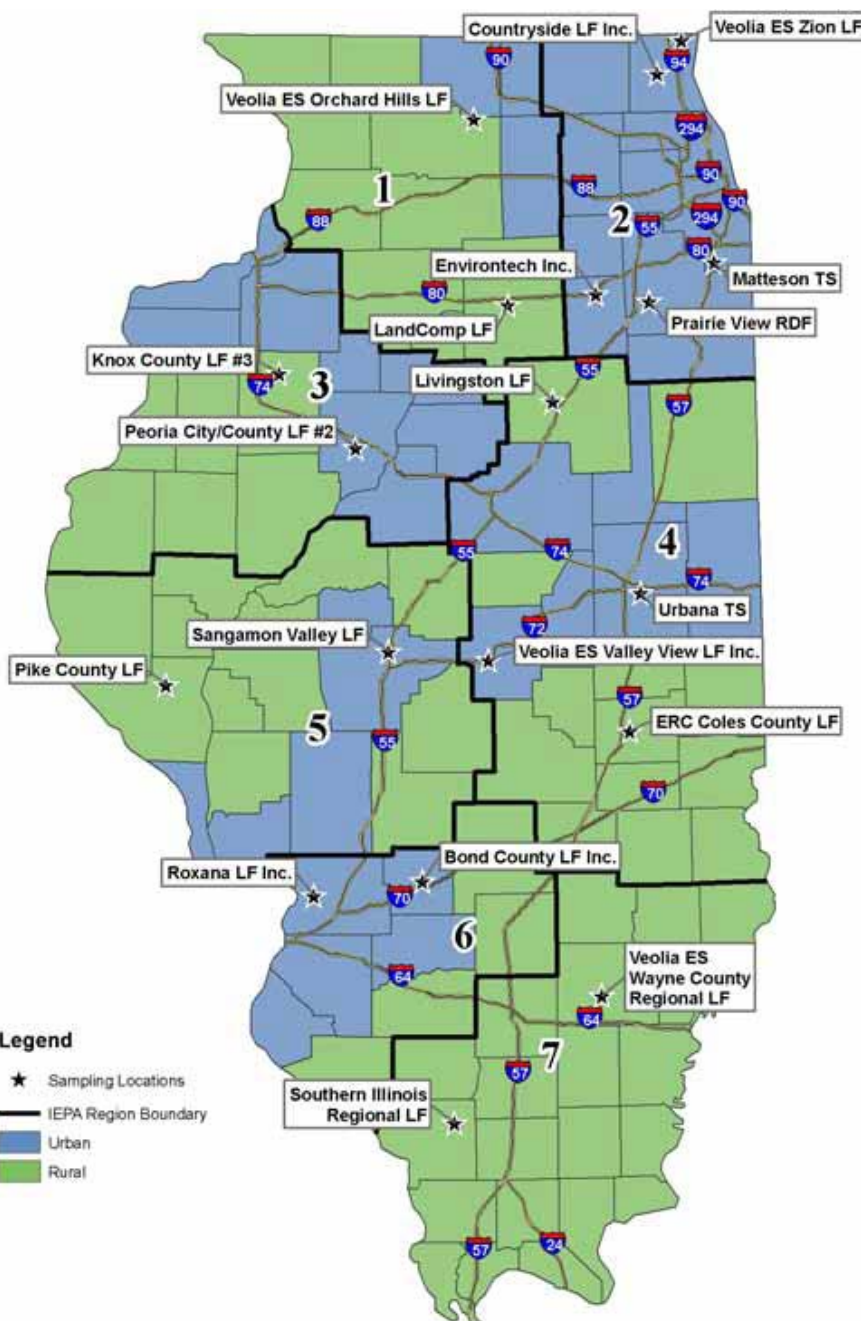 Countryside LF Inc.
Veolia ES Zion LF
90
94
Veolia ES Orchard Hills LF
294
1
88
90
88
2
55
294
90
88
Environtech Inc.
80
80
Matteson TS
LandComp LF
Prairie View RDF
Knox County LF #3
74
3
Livingston LF
55
57
Peoria City/County LF #2
55
74
4
74
Urbana TS
72
Sangamon Valley LF
Veolia ES Valley View LF Inc.
Pike County LF
57
5
55
ERC Coles County LF
70
Roxana LF Inc.
Bond County LF Inc.
70
6
64
Veolia ES
Wayne County
Regional LF
64
7
57
Southern Illinois
Regional LF
57
24
Legend
Sampling Locations
IEPA Region Boundary
Urban
Rural